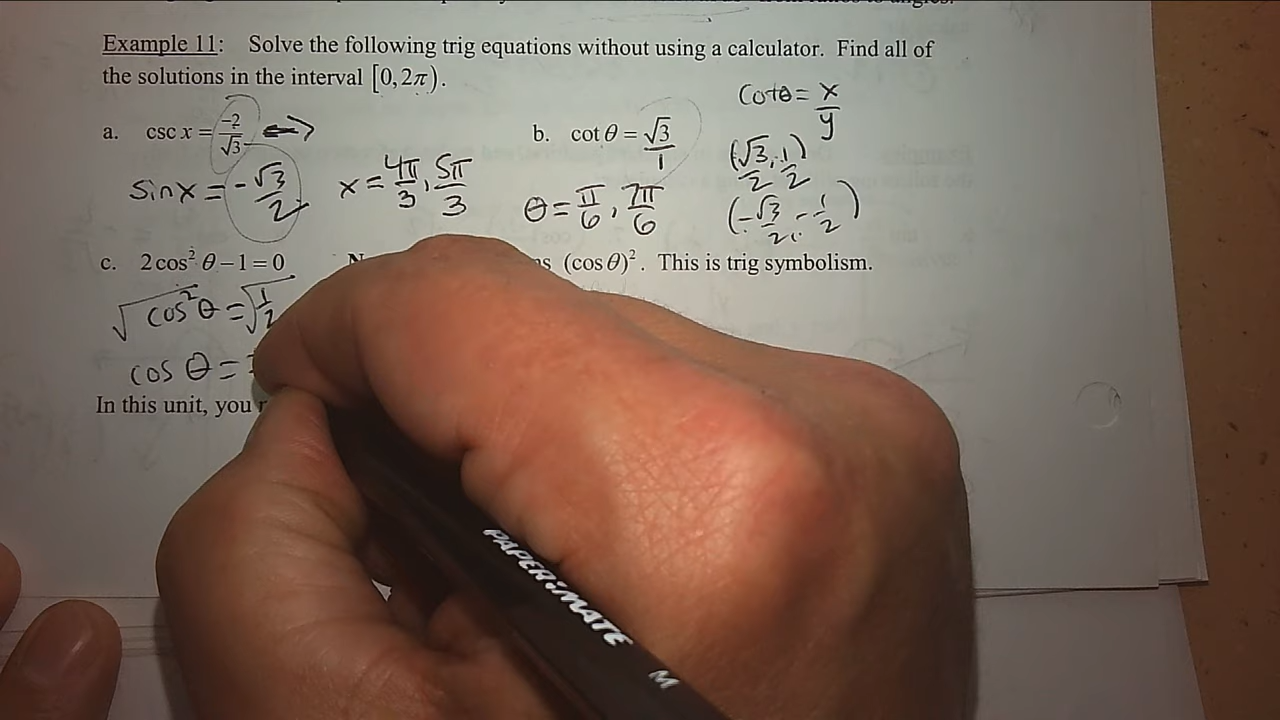 Example 11: Solve the following trig equations without using a calculator. Find all of
the solutions in the interval [0, 2π).
cot θ = x/y
a. csc x = -2/√3 ↔
b. cot θ = √3/1
(√3/2, 1/2)
sin x = -√3/2 x = 4π/3, 5π/3
θ = π/6, 7π/6
(-√3/2, -1/2)
c. 2cos² θ − 1 = 0
(cos θ)². This is trig symbolism.
√cos²θ = √1/2
cos θ =
In this unit, you
PAPER:MATE M